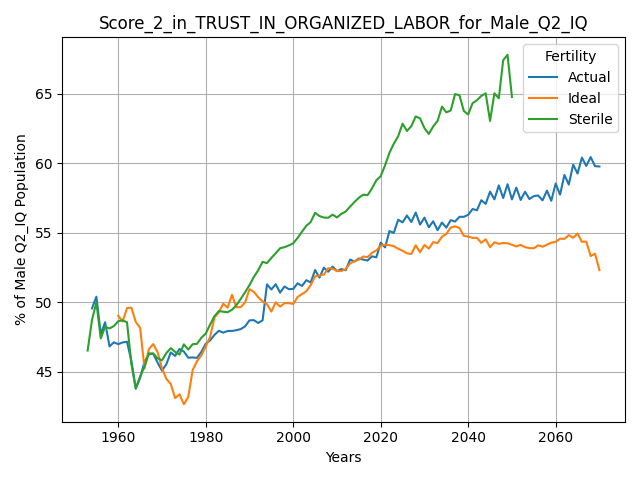 Score_2_in_TRUST_IN_ORGANIZED_LABOR_for_Male_Q2_IQ
Fertility
Actual
Ideal
Sterile
% of Male Q2_IQ Population
65
60
55
50
45
1960 1980 2000 2020 2040 2060
Years